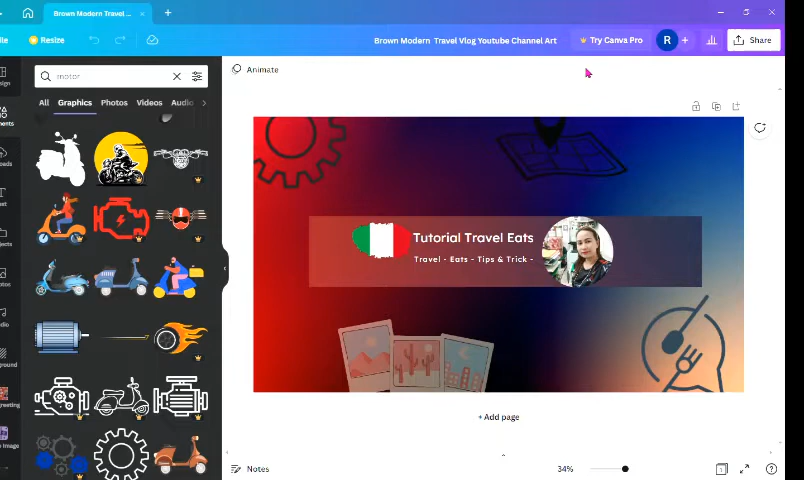 Brown Modern Travel ...
Resize
Brown Modern Travel Vlog Youtube Channel Art
Try Canva Pro
R
Share
motor
Animate
All Graphics Photos Videos Audio
Tutorial Travel Eats
Travel - Eats - Tips & Trick -
+ Add page
Notes
34%
1